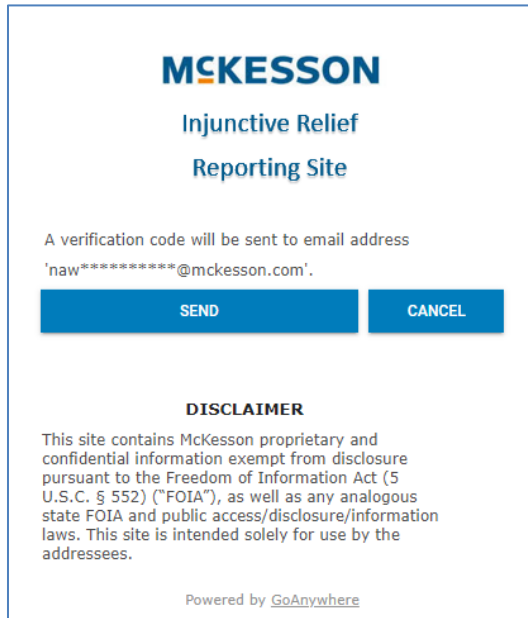 MCKESSON
Injunctive Relief
Reporting Site
A verification code will be sent to email address
'naw**********@mckesson.com'.
SEND CANCEL
DISCLAIMER
This site contains McKesson proprietary and
confidential information exempt from disclosure
pursuant to the Freedom of Information Act (5
U.S.C. § 552) (“FOIA”), as well as any analogous
state FOIA and public access/disclosure/information
laws. This site is intended solely for use by the
addressees.
Powered by GoAnywhere